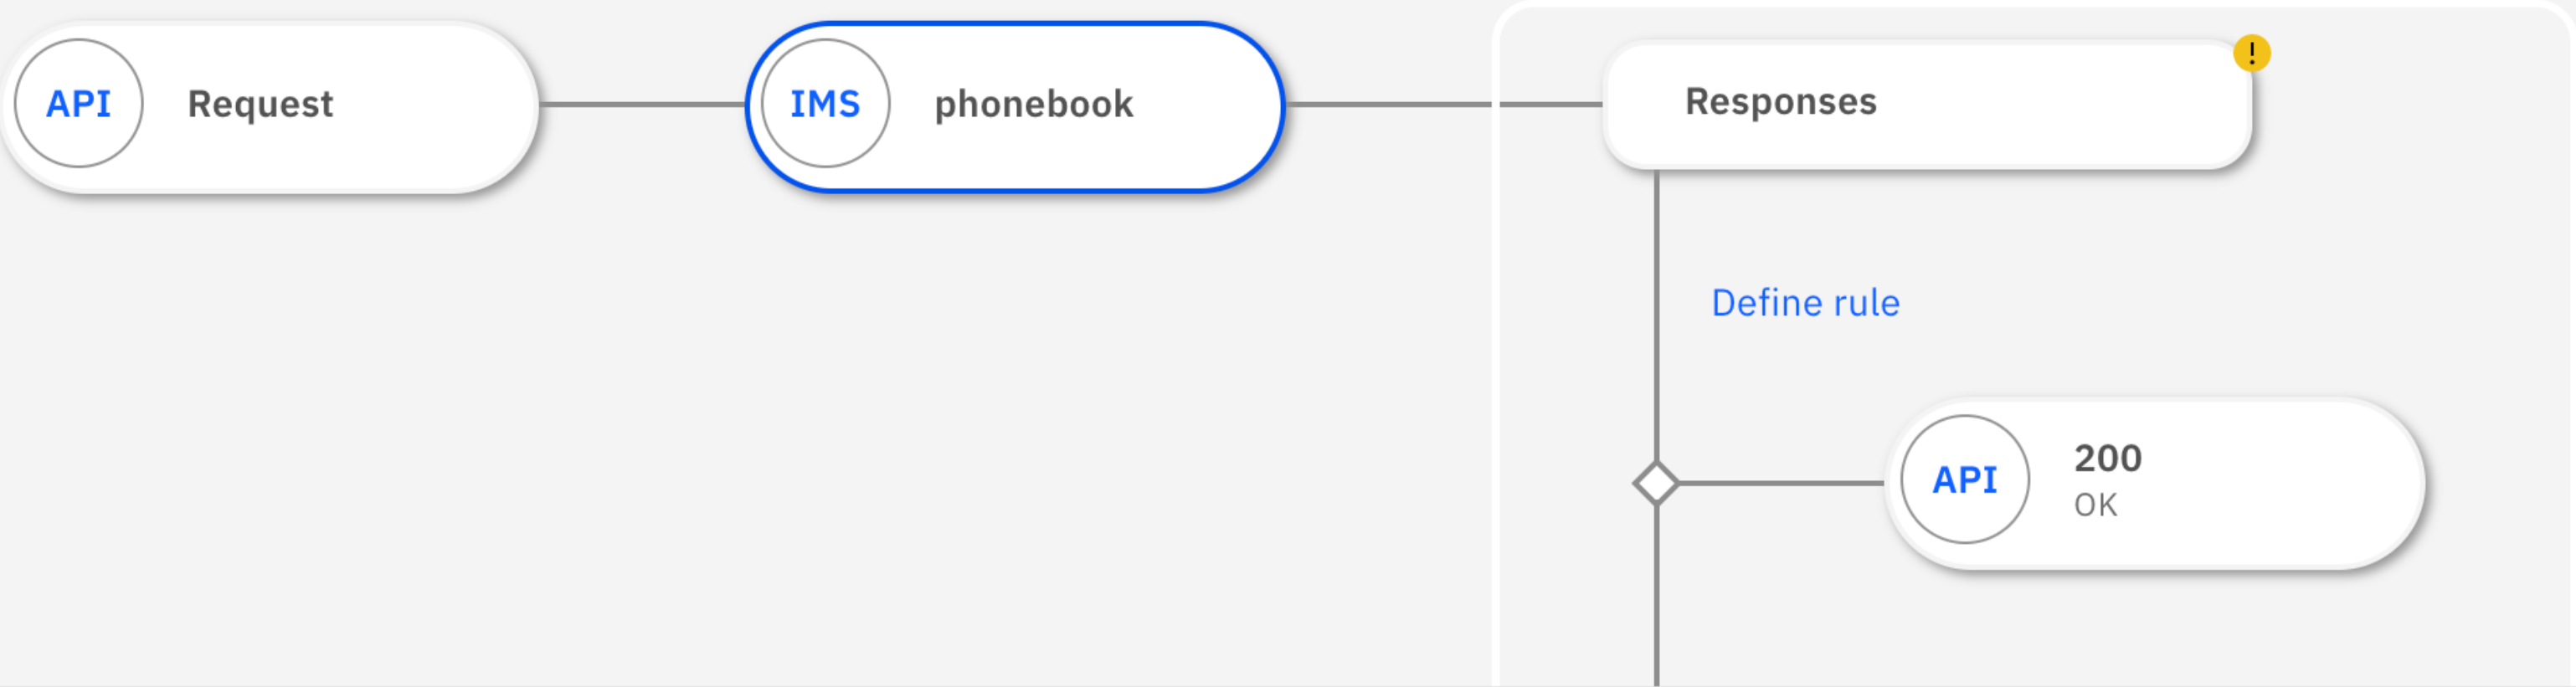 API Request
IMS phonebook
Responses
!
Define rule
API
200
OK